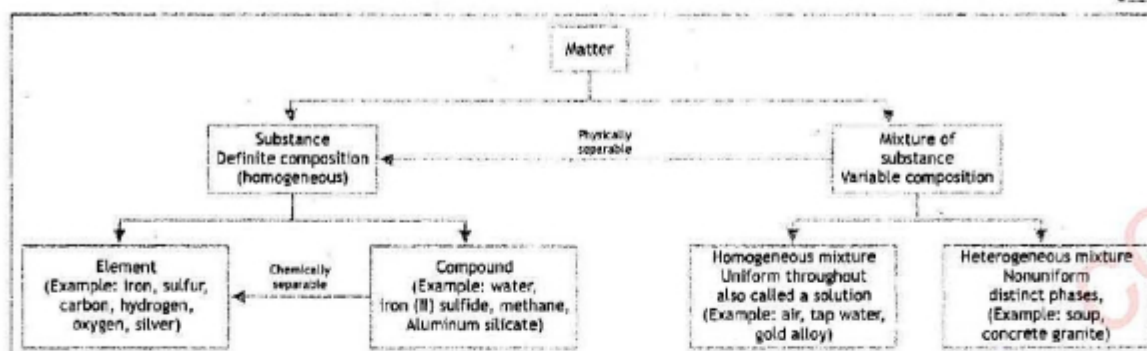 Matter
Substance
Definite composition
(homogeneous)
Physically
separable
Mixture of
substance
Variable composition
Element
(Example: iron, sulfur,
carbon, hydrogen,
oxygen, silver)
Chemically
separable
Compound
(Example: water,
iron (II) sulfide, methane,
Aluminum silicate)
Homogeneous mixture
Uniform throughout
also called a solution
(Example: air, tap water,
gold alloy)
Heterogeneous mixture
Nonuniform
distinct phases,
(Example: soup,
concrete granite)